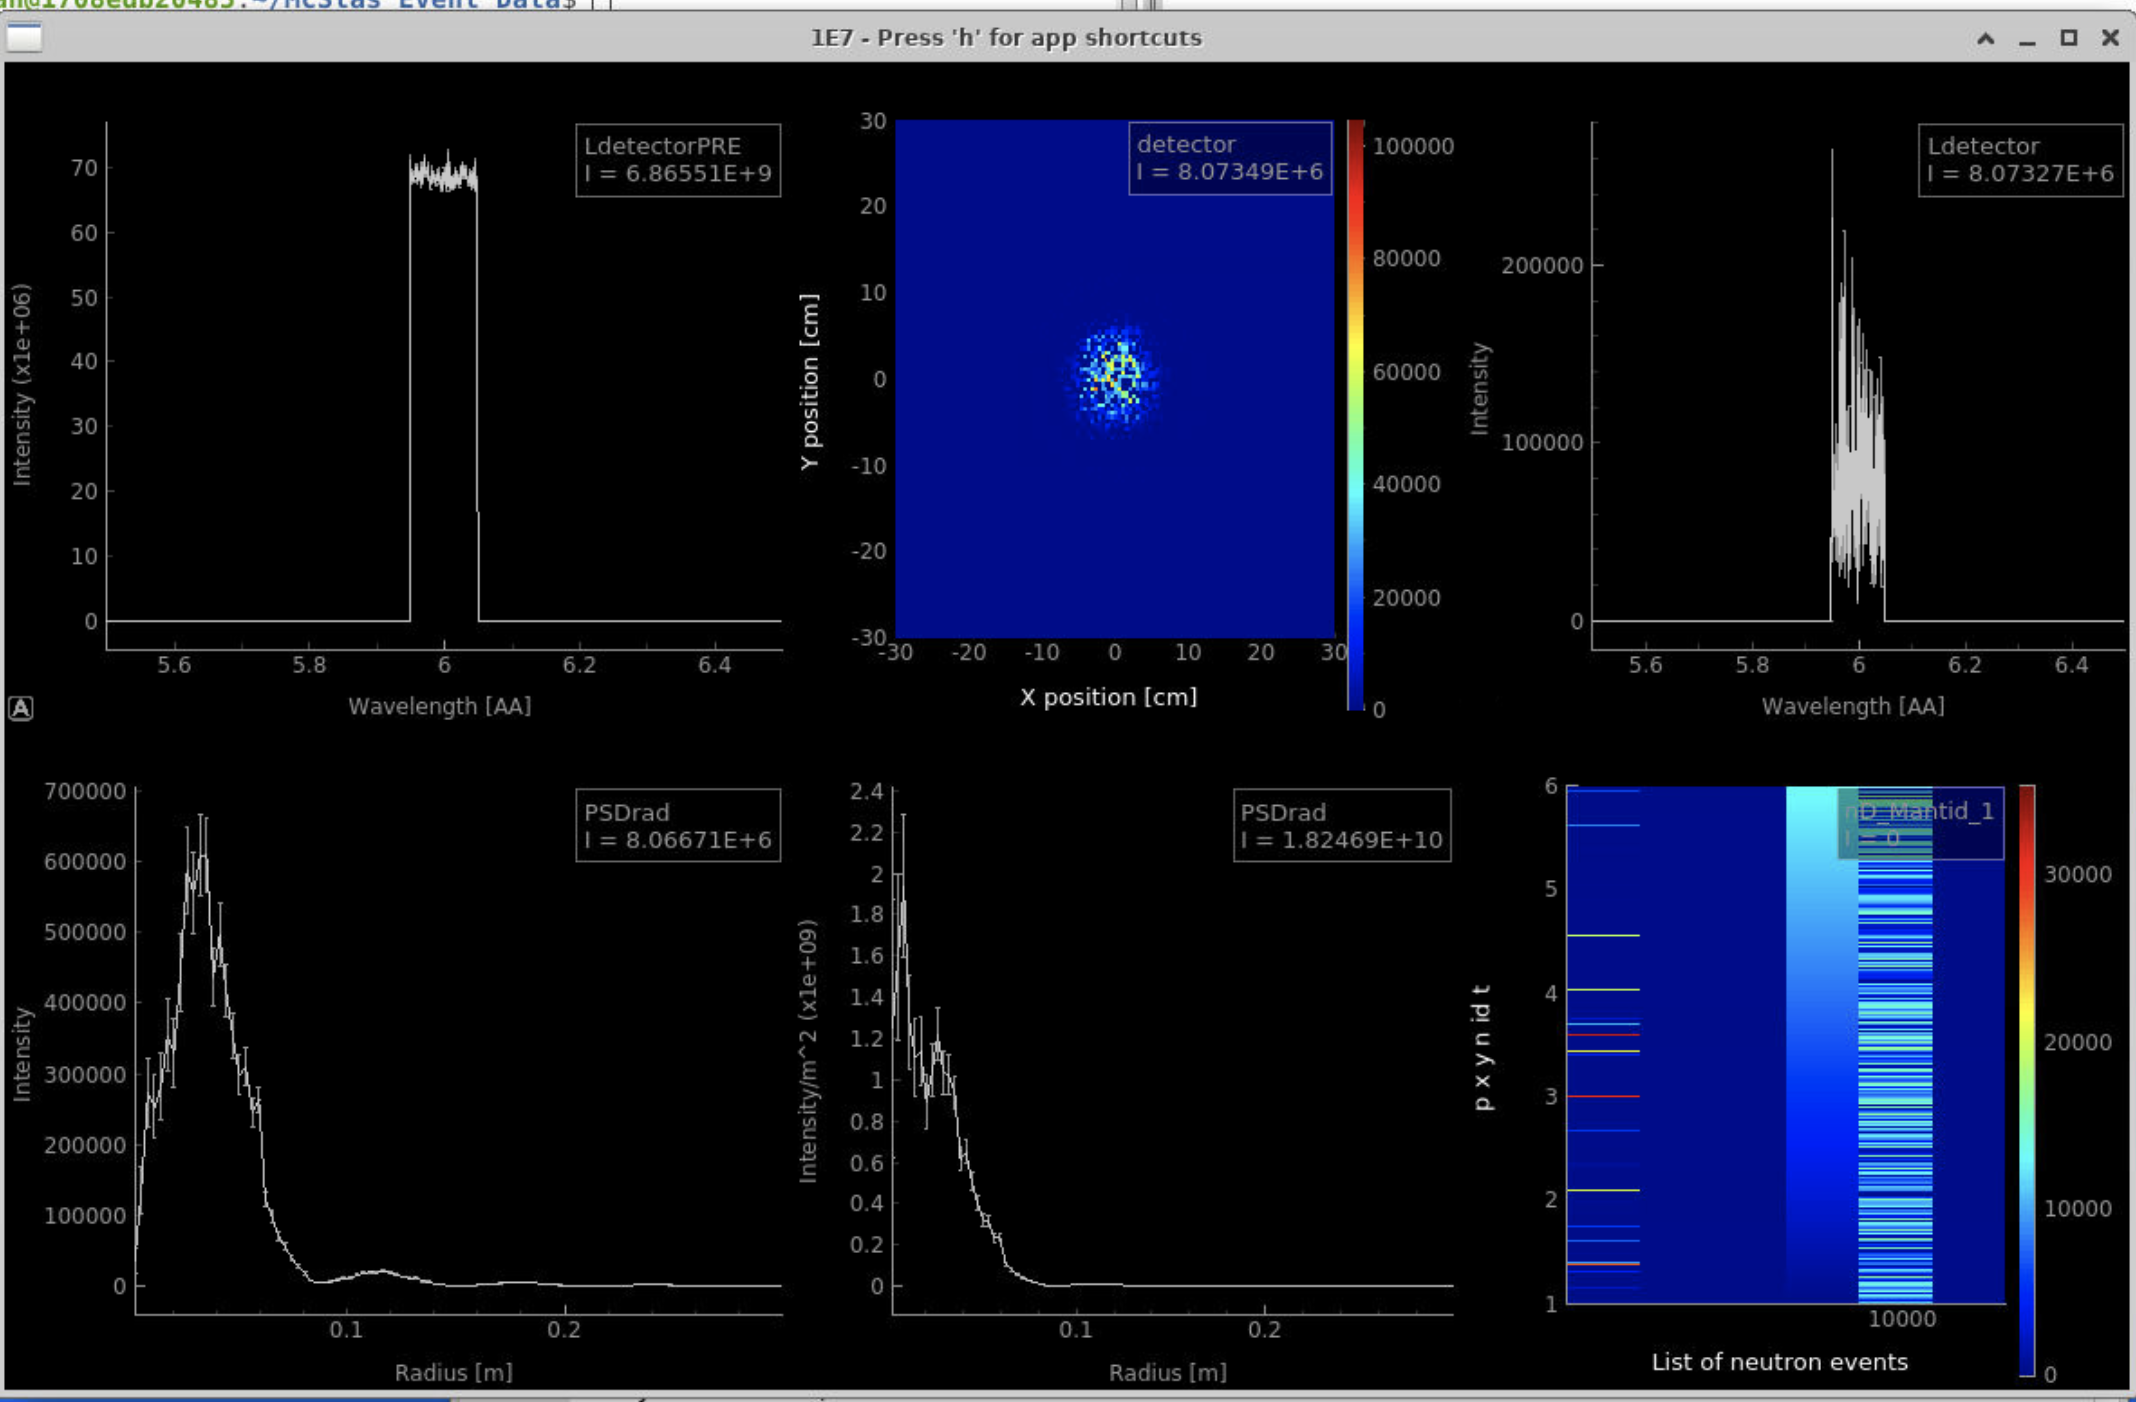 1E7 - Press 'h' for app shortcuts
LdetectorPRE
I = 6.86551E+9
Intensity (x1e+06)
70
60
50
40
30
20
10
0
5.6
5.8
6
6.2
6.4
Wavelength [AA]
A
detector
I = 8.07349E+6
Y position [cm]
30
20
10
0
-10
-20
-30
-30
-20
-10
0
10
20
30
X position [cm]
100000
80000
60000
40000
20000
0
Ldetector
I = 8.07327E+6
Intensity
200000
100000
0
5.6
5.8
6
6.2
6.4
Wavelength [AA]
PSDrad
I = 8.06671E+6
Intensity
700000
600000
500000
400000
300000
200000
100000
0
0.1
0.2
Radius [m]
PSDrad
I = 1.82469E+10
Intensity/m^2 (x1e+09)
2.4
2.2
2
1.8
1.6
1.4
1.2
1
0.8
0.6
0.4
0.2
0
0.1
0.2
Radius [m]
nD_Mantid_1
I = 0
p x y n id t
6
5
4
3
2
1
10000
List of neutron events
30000
20000
10000
0